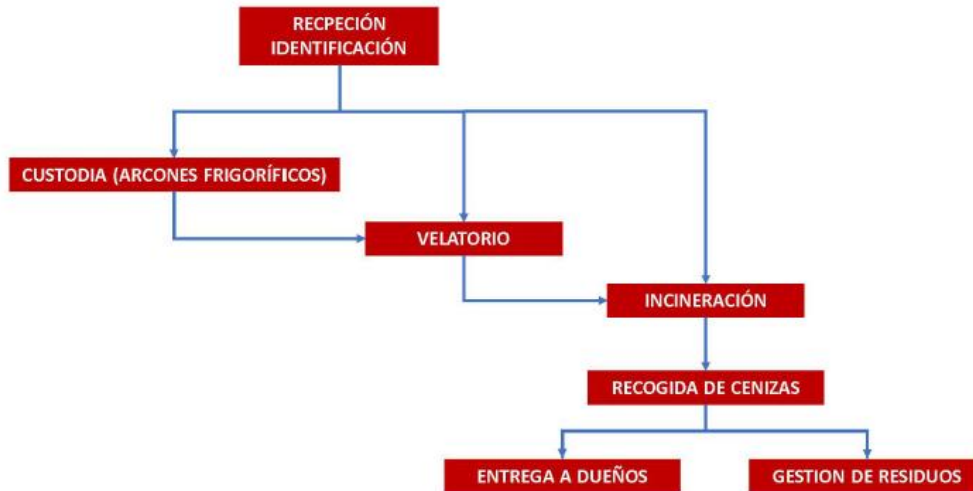 RECPECIÓN
IDENTIFICACIÓN
CUSTODIA (ARCONES FRIGORÍFICOS)
VELATORIO
INCINERACIÓN
RECOGIDA DE CENIZAS
ENTREGA A DUEÑOS
GESTION DE RESIDUOS